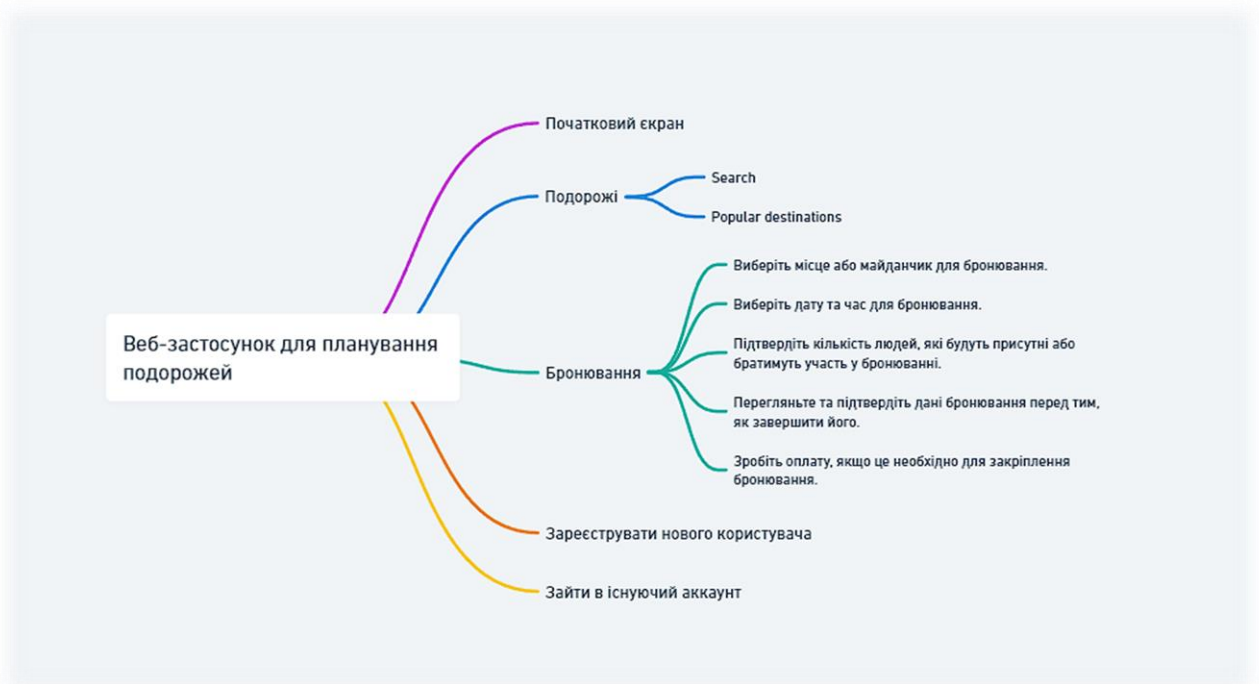 Початковий єкран
Search
Подорожі
Popular destinations
Виберіть місце або майданчик для бронювання.
Виберіть дату та час для бронювання.
Веб-застосунок для планування
подорожей
Підтвердіть кількість людей, які будуть присутні або
братимуть участь у бронюванні.
Бронювання
Перегляньте та підтвердіть дані бронювання перед тим,
як завершити його.
Зробіть оплату, якщо це необхідно для закріплення
бронювання.
Зареєструвати нового користувача
Зайти в існуючий аккаунт